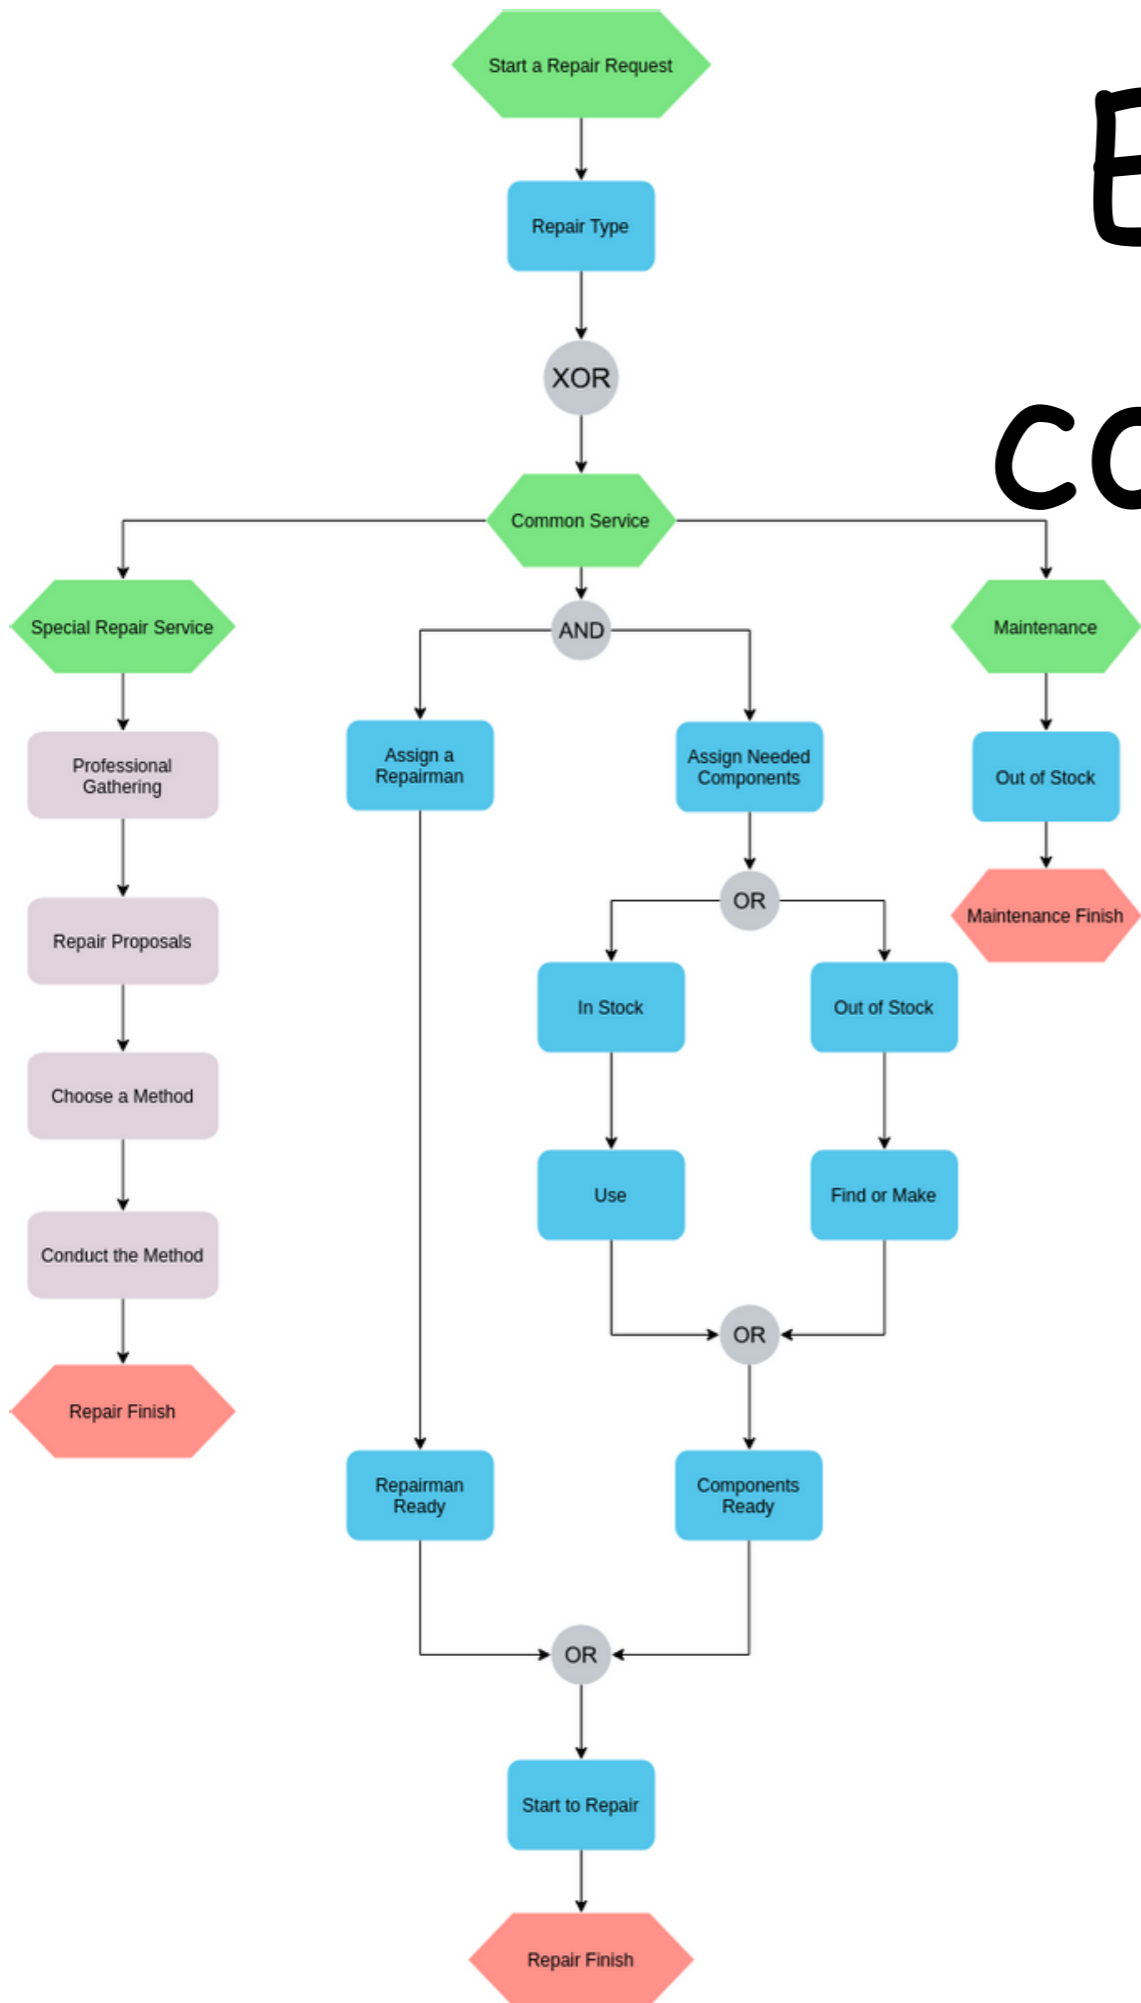 Start a Repair Request
Repair Type
XOR
Common Service
Special Repair Service
AND
Maintenance
Professional
Gathering
Assign a
Repairman
Assign Needed
Components
Out of Stock
OR
Maintenance Finish
Repair Proposals
In Stock
Out of Stock
Choose a Method
Use
Find or Make
Conduct the Method
OR
Repair Finish
Repairman
Ready
Components
Ready
OR
Start to Repair
Repair Finish